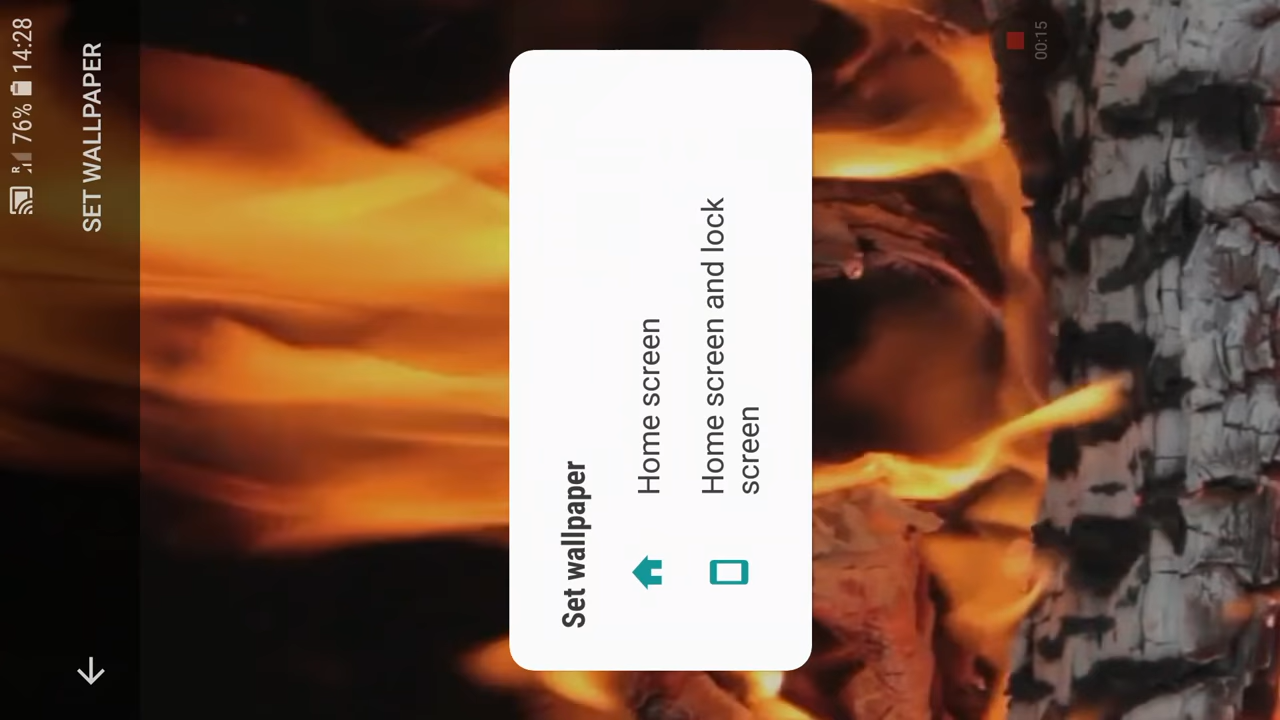 R 76% 14:28
SET WALLPAPER
Set wallpaper
Home screen
Home screen and lock
screen
00:15